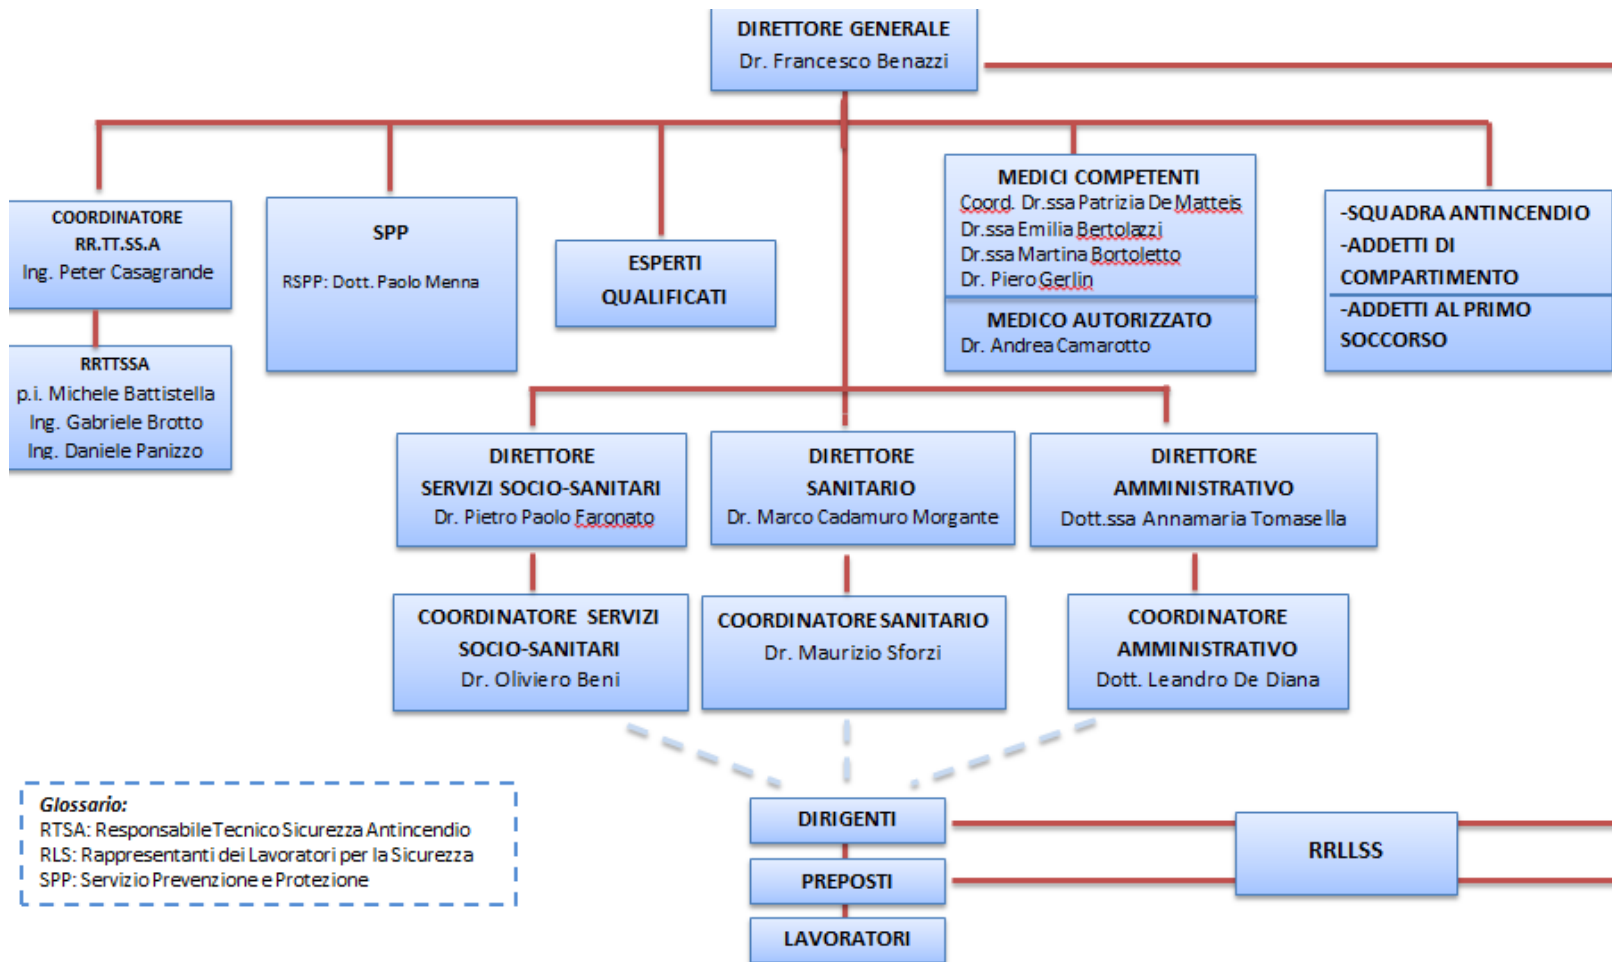 DIRETTORE GENERALE
Dr. Francesco Benazzi
COORDINATORE
RR.TT.SS.A
Ing. Peter Casagrande
SPP
RSPP: Dott. Paolo Menna
ESPERTI
QUALIFICATI
MEDICI COMPETENTI
Coord. Dr.ssa Patrizia De Matteis
Dr.ssa Emilia Bertolazzi
Dr.ssa Martina Bortoletto
Dr. Piero Gerlin
MEDICO AUTORIZZATO
Dr. Andrea Camarotto
-SQUADRA ANTINCENDIO
-ADDETTI DI
COMPARTIMENTO
-ADDETTI AL PRIMO
SOCCORSO
RRTTSSA
p.i. Michele Battistella
Ing. Gabriele Brotto
Ing. Daniele Panizzo
DIRETTORE
SERVIZI SOCIO-SANITARI
Dr. Pietro Paolo Faronato
DIRETTORE
SANITARIO
Dr. Marco Cadamuro Morgante
DIRETTORE
AMMINISTRATIVO
Dott.ssa Annamaria Tomasella
COORDINATORE SERVIZI
SOCIO-SANITARI
Dr. Oliviero Beni
COORDINATORE SANITARIO
Dr. Maurizio Sforzi
COORDINATORE
AMMINISTRATIVO
Dott. Leandro De Diana
Glossario:
RTSA: Responsabile Tecnico Sicurezza Antincendio
RLS: Rappresentanti dei Lavoratori per la Sicurezza
SPP: Servizio Prevenzione e Protezione
DIRIGENTI
PREPOSTI
LAVORATORI
RRLLSS